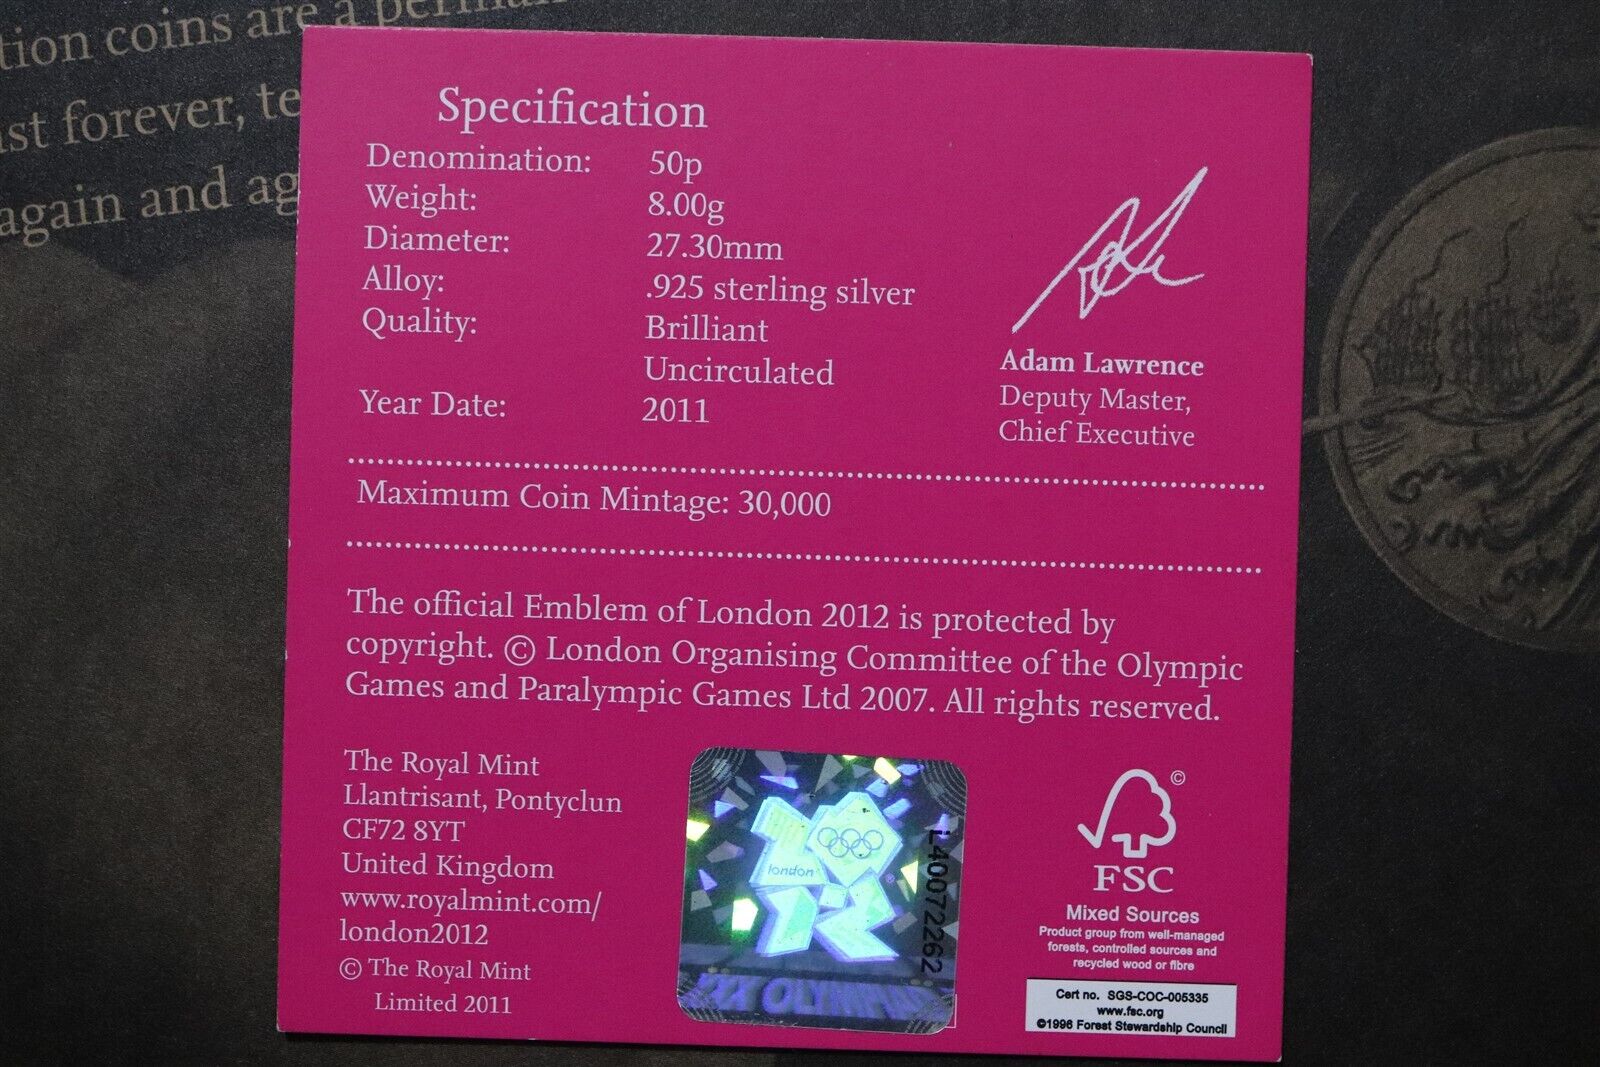 tion coins are a
st forever, te
again and ag
Specification
Denomination: 50p
Weight: 8.00g
Diameter: 27.30mm
Alloy: .925 sterling silver
Quality: Brilliant
Uncirculated
Year Date: 2011
Adam Lawrence
Deputy Master,
Chief Executive
Maximum Coin Mintage: 30,000
The official Emblem of London 2012 is protected by
copyright. © London Organising Committee of the Olympic
Games and Paralympic Games Ltd 2007. All rights reserved.
The Royal Mint
Llantrisant, Pontyclun
CF72 8YT
United Kingdom
www.royalmint.com/
london2012
© The Royal Mint
Limited 2011
london
®
L40072262
XXX OLYMPIA
©
FSC
Mixed Sources
Product group from well-managed
forests, controlled sources and
recycled wood or fibre
Cert no. SGS-COC-005335
www.fsc.org
©1996 Forest Stewardship Council